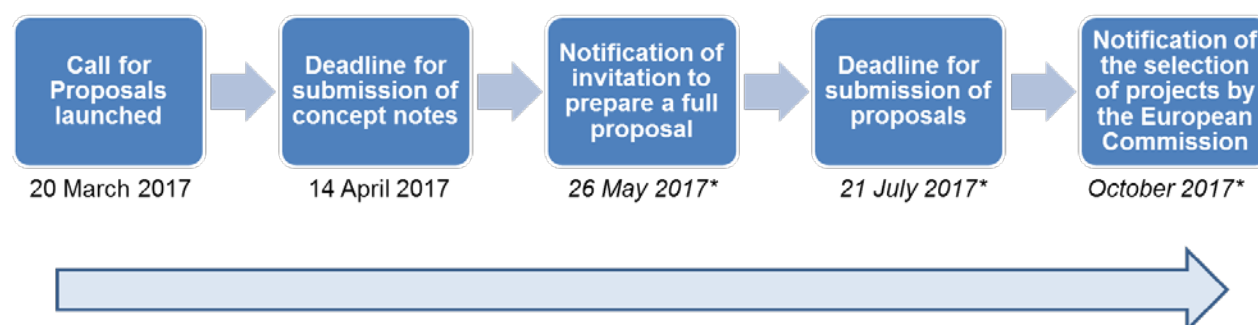 Call for
Proposals
launched
Deadline for
submission of
concept notes
Notification of
invitation to
prepare a full
proposal
Deadline for
submission of
proposals
Notification of
the selection
of projects by
the European
Commission
20 March 2017
14 April 2017
26 May 2017*
21 July 2017*
October 2017*